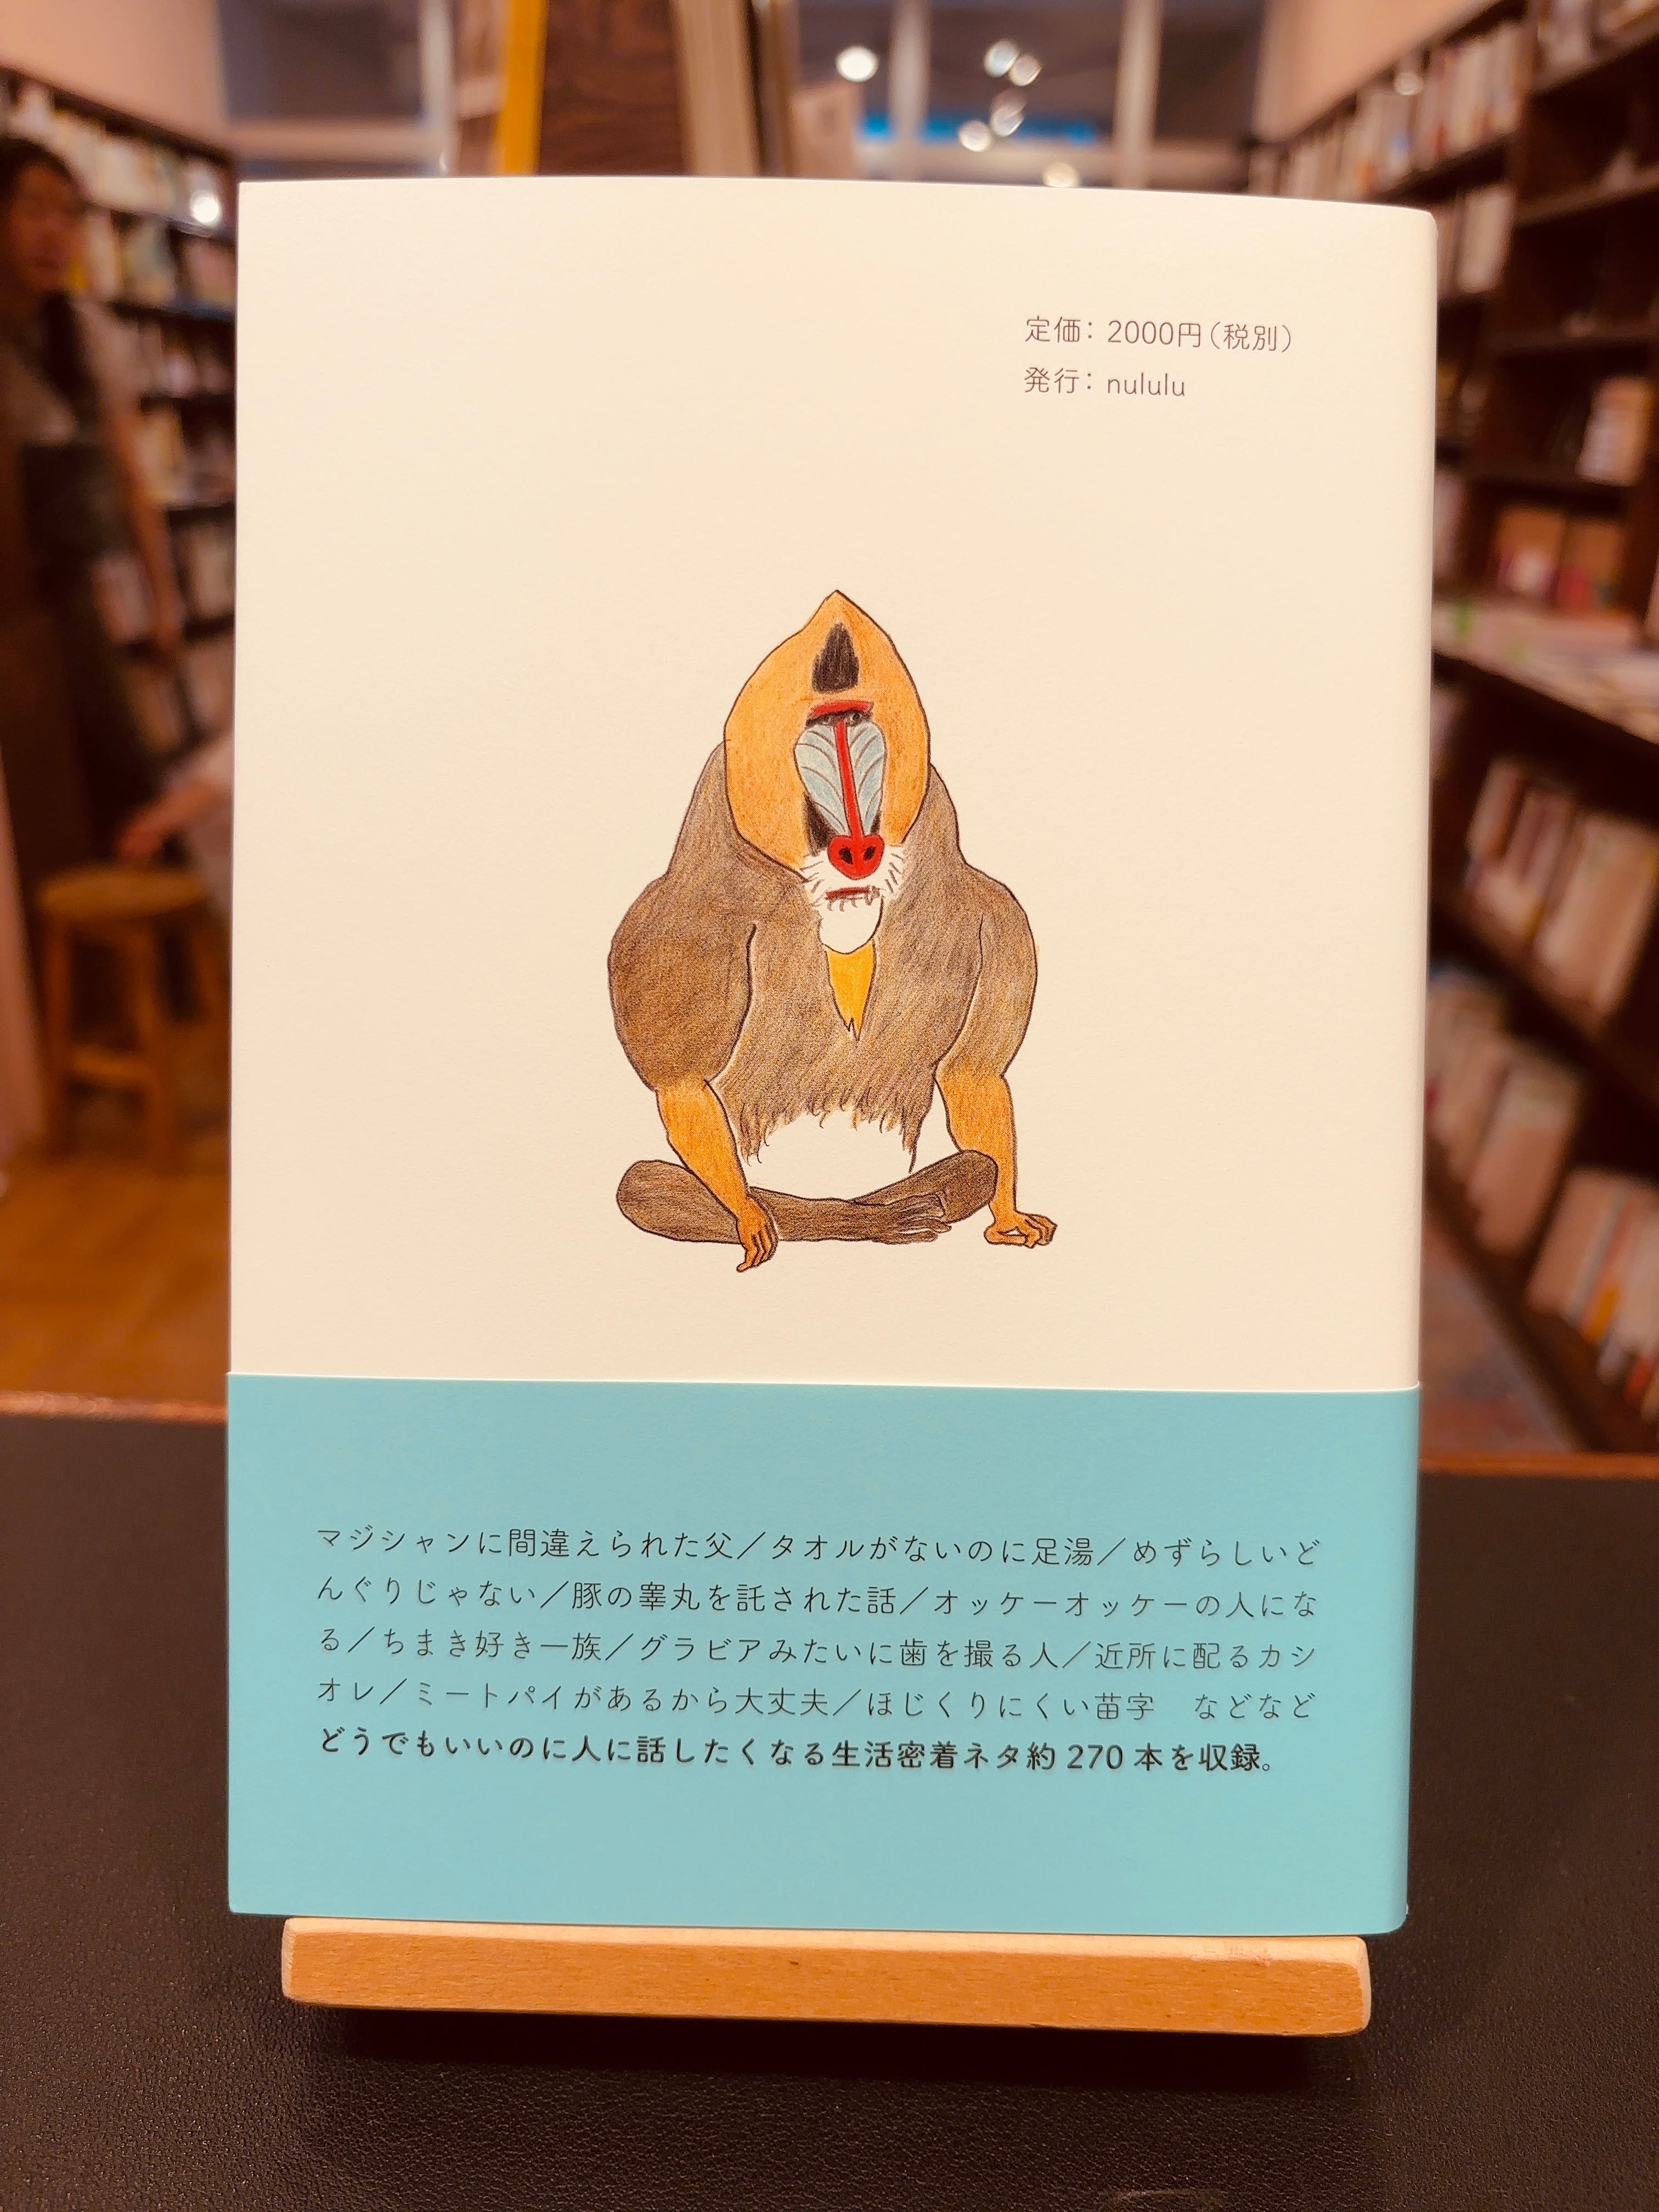 定価：2000円（税別）
発行：nululu
マジシャンに間違えられた父／タオルがないのに足湯／めずらしいど
んぐりじゃない／豚の睾丸を託された話／オッケーオッケーの人にな
る／ちまき好き一族／グラビアみたいに歯を撮る人／近所に配るカシ
オレ／ミートパイがあるから大丈夫／ほじくりにくい苗字　などなど
どうでもいいのに人に話したくなる生活密着ネタ約 270 本を収録。